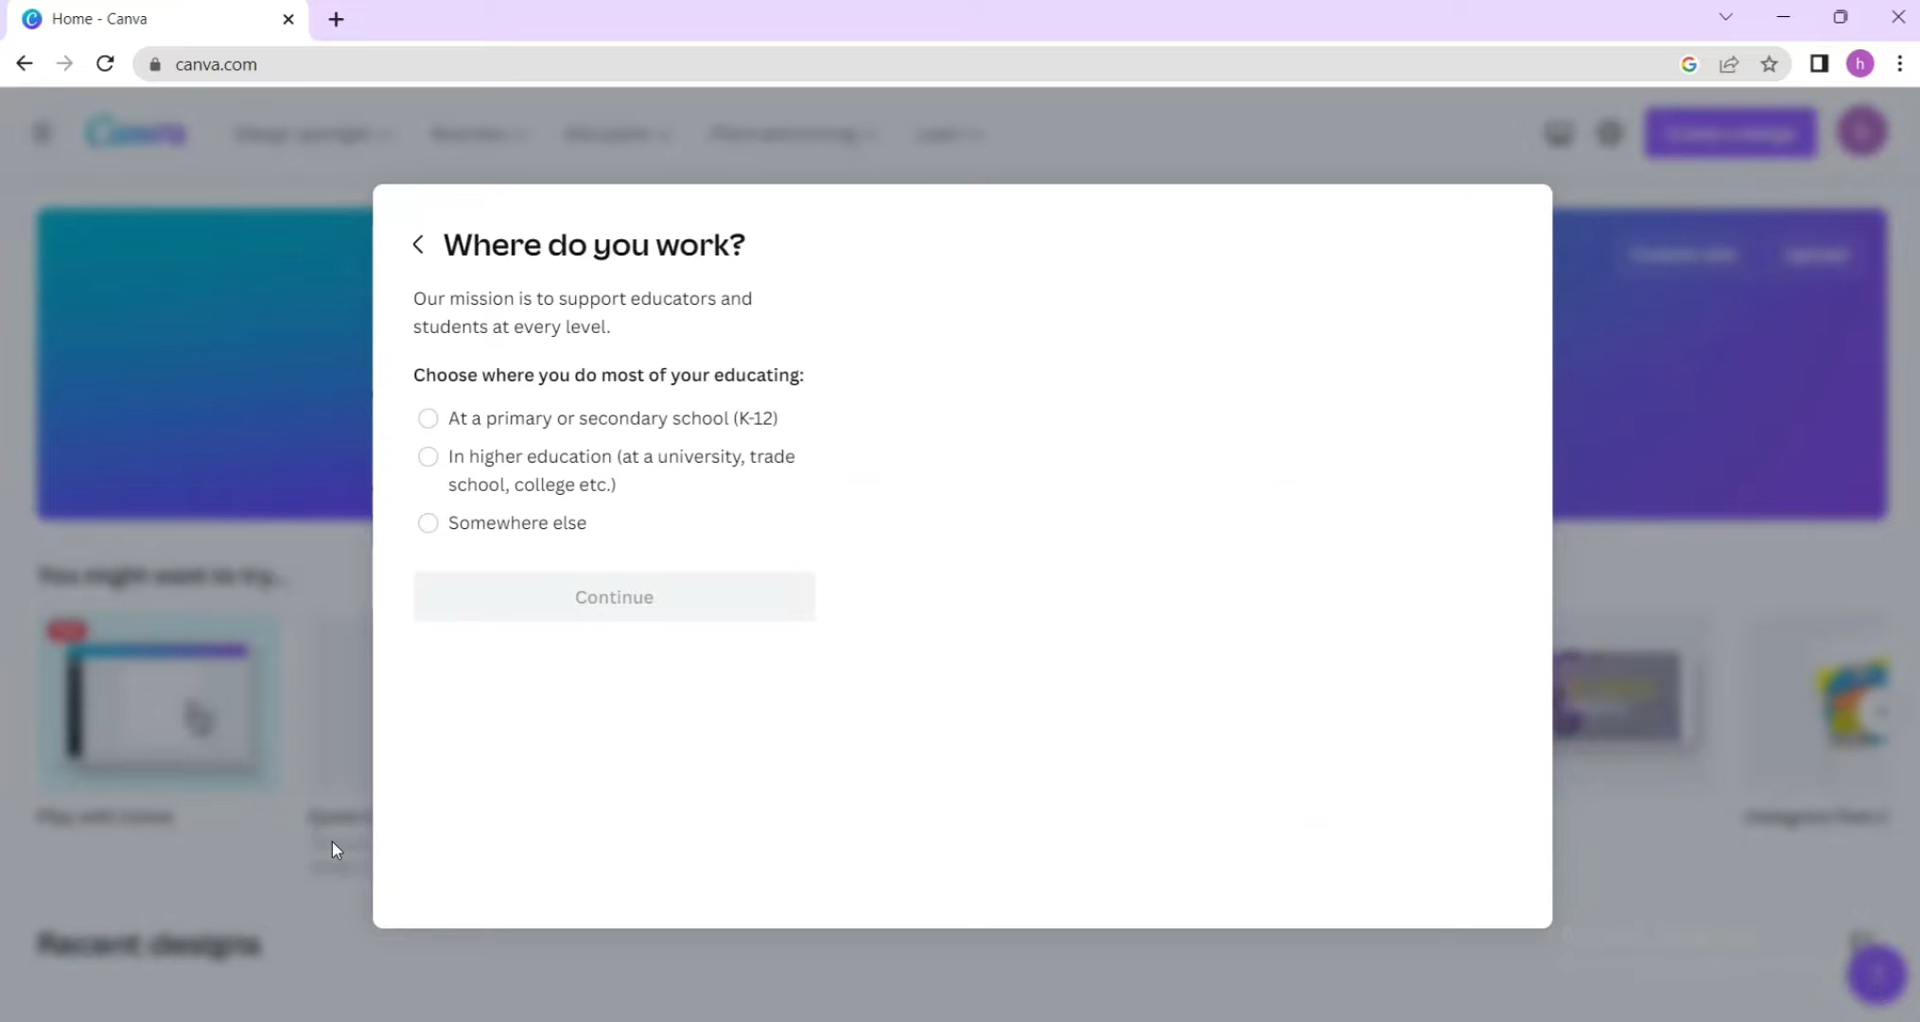 Home - Canva
canva.com
h
Canva
Where do you work?
Our mission is to support educators and
students at every level.
Choose where you do most of your educating:
At a primary or secondary school (K-12)
In higher education (at a university, trade
school, college etc.)
Somewhere else
Continue
You might want to try...
Recent designs